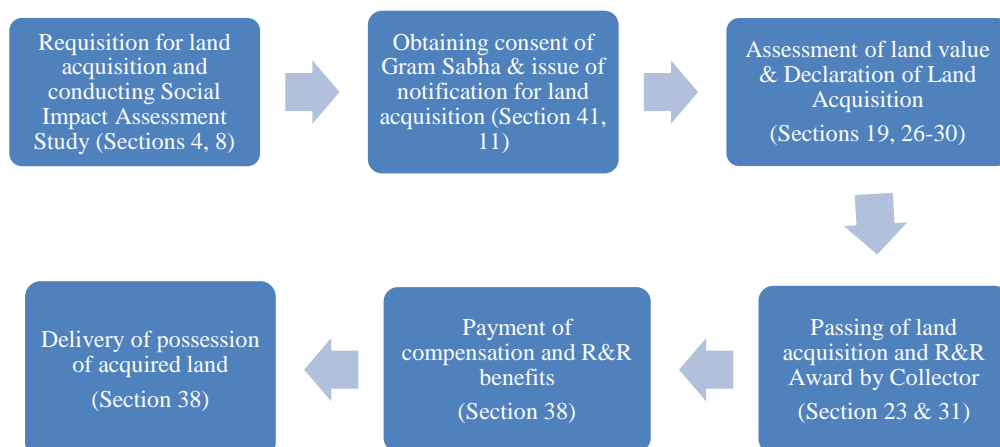 Requisition for land
acquisition and
conducting Social
Impact Assessment
Study (Sections 4, 8)
Obtaining consent of
Gram Sabha & issue of
notification for land
acquisition (Section 41,
11)
Assessment of land value
& Declaration of Land
Acquisition
(Sections 19, 26-30)
Passing of land
acquisition and R&R
Award by Collector
(Section 23 & 31)
Payment of
compensation and R&R
benefits
(Section 38)
Delivery of possession
of acquired land
(Section 38)